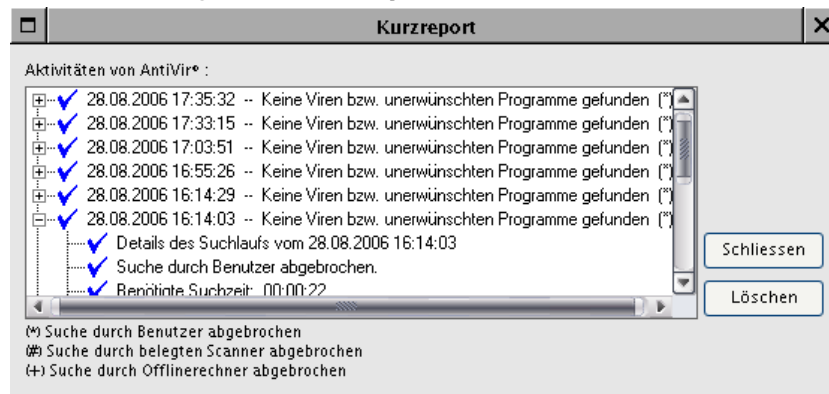 Kurzreport
Aktivitäten von AntiVir® :
28.08.2006 17:35:32 -- Keine Viren bzw. unerwünschten Programme gefunden (*)
28.08.2006 17:33:15 -- Keine Viren bzw. unerwünschten Programme gefunden (*)
28.08.2006 17:03:51 -- Keine Viren bzw. unerwünschten Programme gefunden (*)
28.08.2006 16:55:26 -- Keine Viren bzw. unerwünschten Programme gefunden (*)
28.08.2006 16:14:29 -- Keine Viren bzw. unerwünschten Programme gefunden (*)
28.08.2006 16:14:03 -- Keine Viren bzw. unerwünschten Programme gefunden (*)
Details des Suchlaufs vom 28.08.2006 16:14:03
Suche durch Benutzer abgebrochen.
Benötigte Suchzeit: 00:00:22
Schliessen
Löschen
(*) Suche durch Benutzer abgebrochen
(#) Suche durch belegten Scanner abgebrochen
(+) Suche durch Offlinerechner abgebrochen